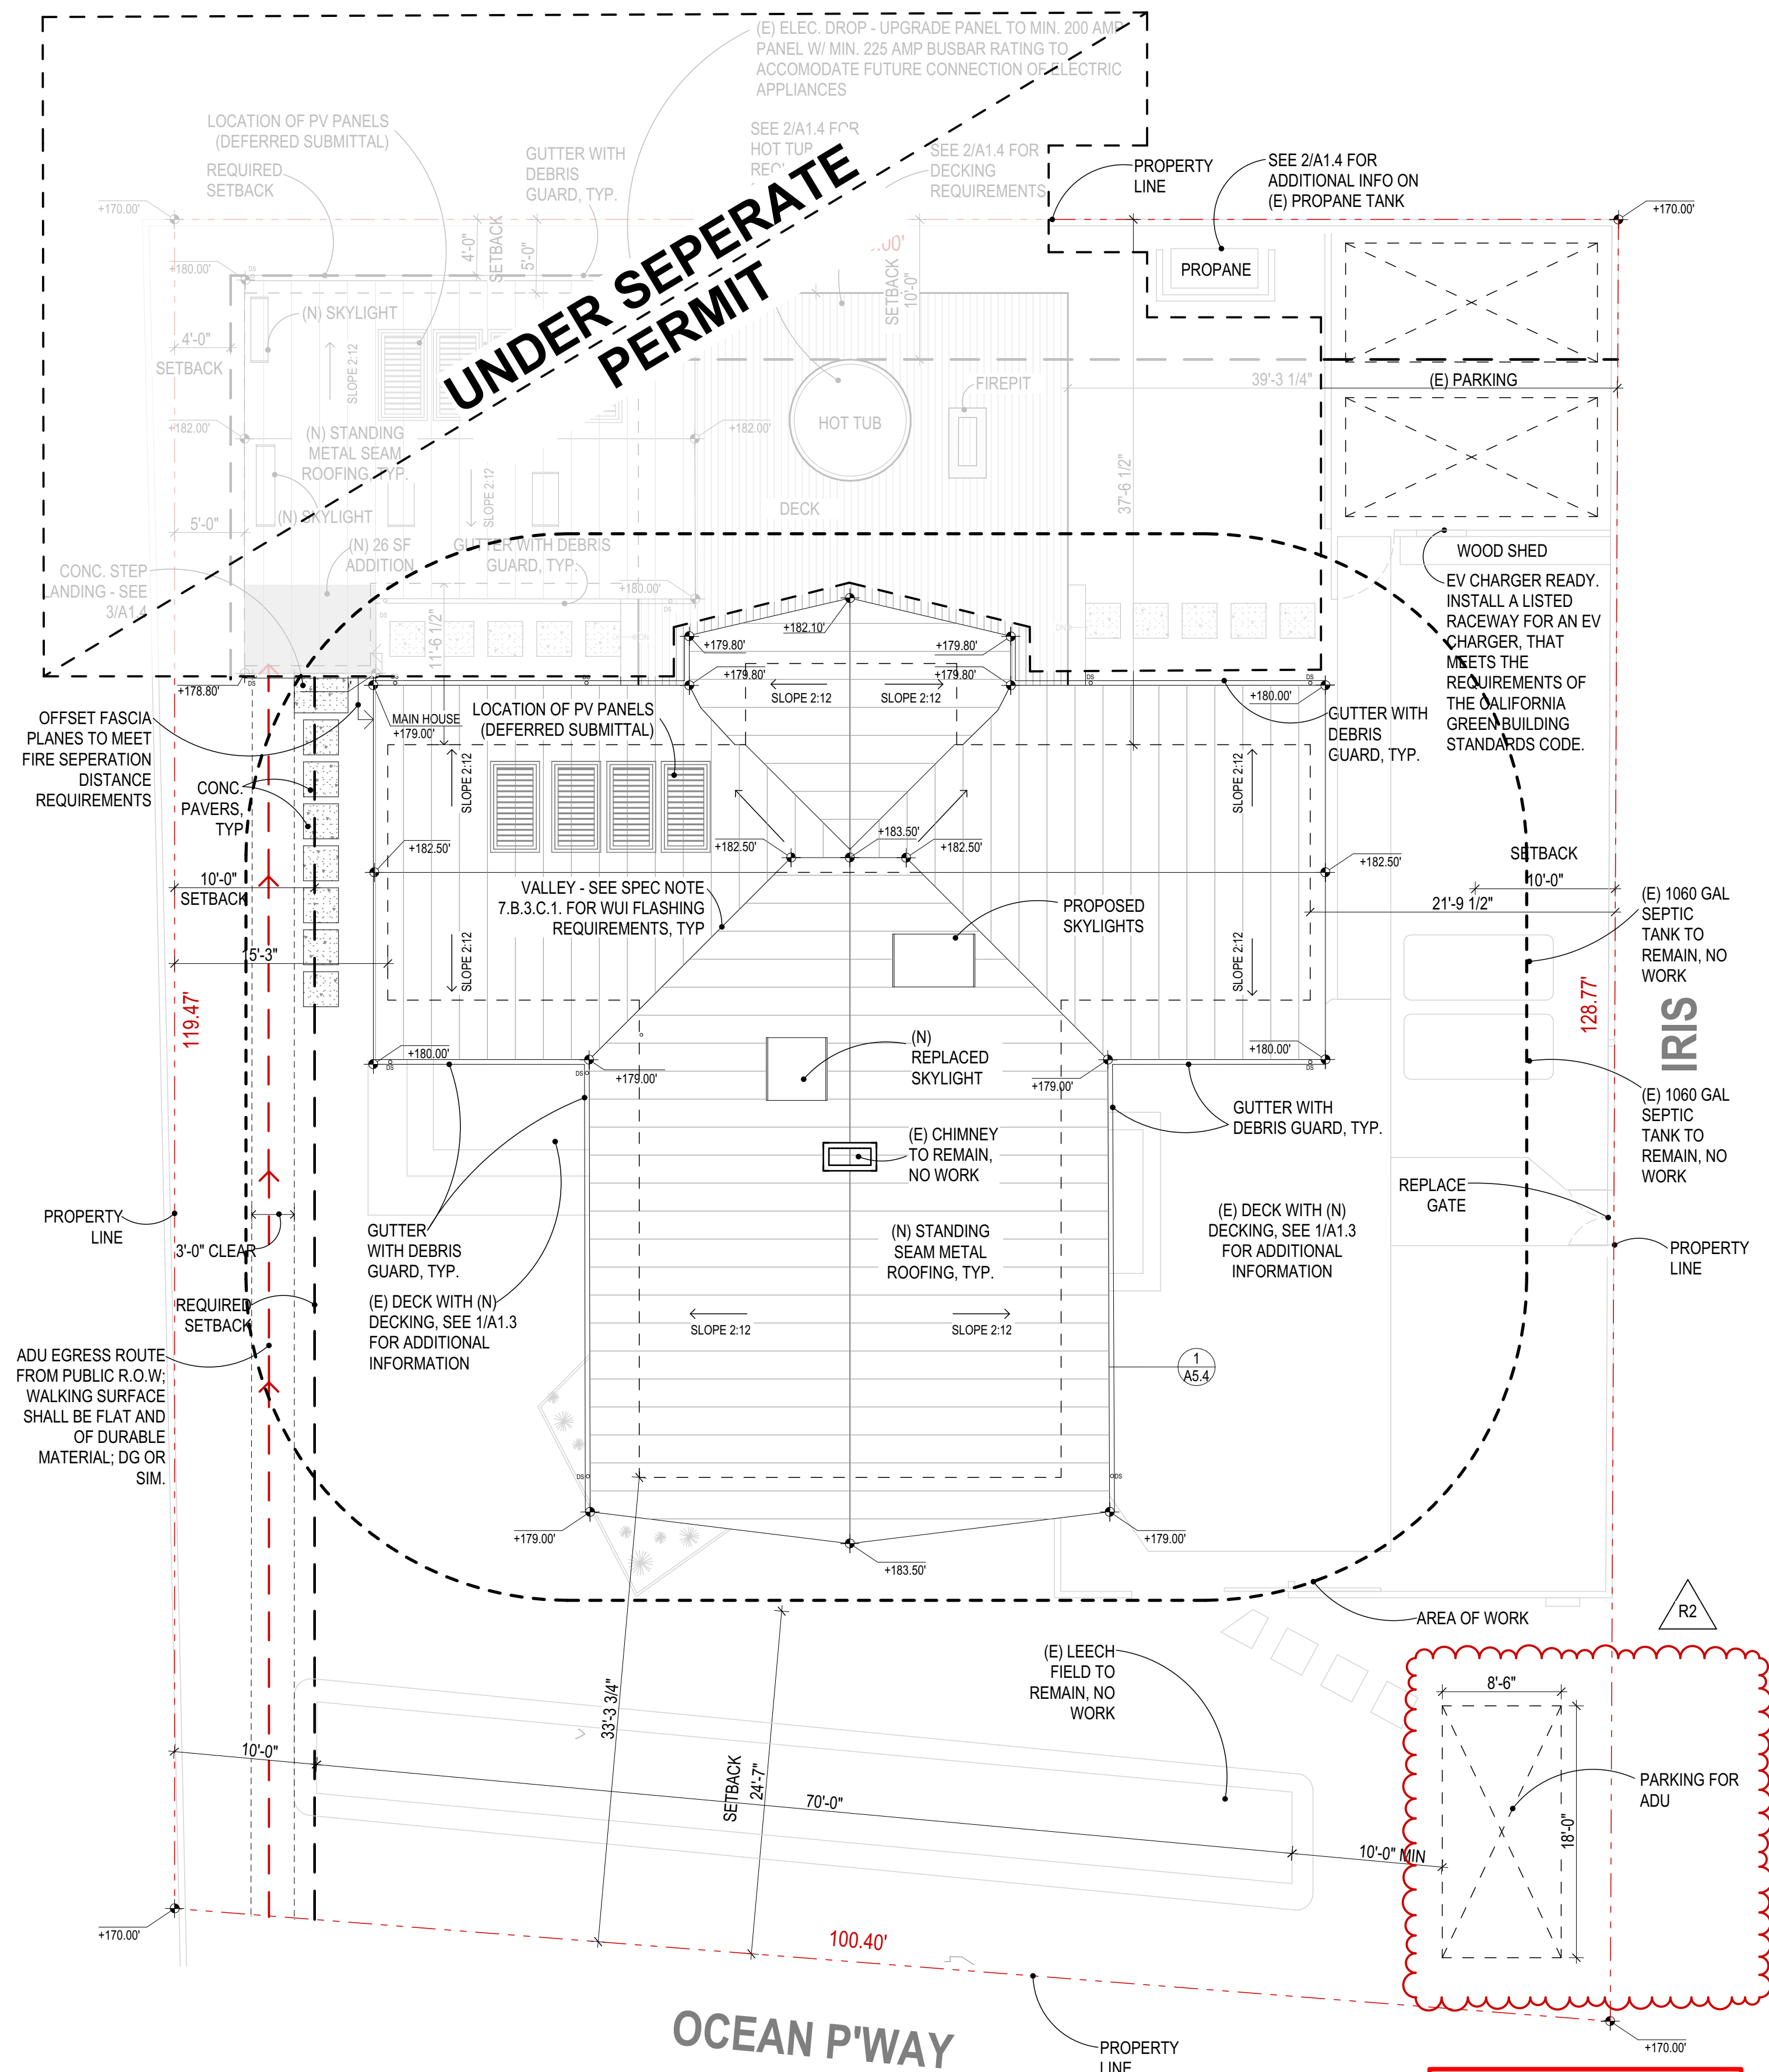 (E) ELEC. DROP - UPGRADE PANEL TO MIN. 200 AMP
PANEL W/ MIN. 225 AMP BUSBAR RATING TO
ACCOMODATE FUTURE CONNECTION OF ELECTRIC
APPLIANCES
LOCATION OF PV PANELS
(DEFERRED SUBMITTAL)
REQUIRED
SETBACK
GUTTER WITH
DEBRIS
GUARD, TYP.
SEE 2/A1.4 FOR
HOT TUB
SEE 2/A1.4 FOR
DECKING
REQUIREMENTS
UNDER SEPERATE
PERMIT
PROPERTY
LINE
SEE 2/A1.4 FOR
ADDITIONAL INFO ON
(E) PROPANE TANK
+170.00'
+170.00'
4'-0"
SETBACK
5'-0"
SETBACK
10'-0"
PROPANE
+180.00'
(N) SKYLIGHT
4'-0"
SETBACK
SLOPE 2:12
FIREPIT
39'-3 1/4"
(E) PARKING
+182.00'
(N) STANDING
METAL SEAM
ROOFING, TYP.
+182.00'
HOT TUB
37'-6 1/2"
SLOPE 2:12
DECK
5'-0"
(N) SKYLIGHT
(N) 26 SF
ADDITION
GUTTER WITH DEBRIS
GUARD, TYP.
+180.00'
CONC. STEP
LANDING - SEE
3/A1.4
11'-6 1/2"
DN
DN
WOOD SHED
EV CHARGER READY.
INSTALL A LISTED
RACEWAY FOR AN EV
CHARGER, THAT
MEETS THE
REQUIREMENTS OF
THE CALIFORNIA
GREEN BUILDING
STANDARDS CODE.
+182.10'
+179.80'
+179.80'
+179.80'
+179.80'
SLOPE 2:12
SLOPE 2:12
+178.80'
MAIN HOUSE
+179.00'
LOCATION OF PV PANELS
(DEFERRED SUBMITTAL)
+180.00'
GUTTER WITH
DEBRIS
GUARD, TYP.
OFFSET FASCIA
PLANES TO MEET
FIRE SEPERATION
DISTANCE
REQUIREMENTS
CONC.
PAVERS,
TYP
SLOPE 2:12
SLOPE 2:12
+182.50'
+182.50'
+183.50'
+182.50'
+182.50'
SETBACK
10'-0"
21'-9 1/2"
10'-0"
SETBACK
15'-3"
VALLEY - SEE SPEC NOTE
7.B.3.C.1. FOR WUI FLASHING
REQUIREMENTS, TYP
PROPOSED
SKYLIGHTS
SLOPE 2:12
SLOPE 2:12
(E) 1060 GAL
SEPTIC
TANK TO
REMAIN, NO
WORK
119.47'
128.77'
IRIS
(N)
REPLACED
SKYLIGHT
+180.00'
+179.00'
+179.00'
+180.00'
DS
DS
DS
(E) 1060 GAL
SEPTIC
TANK TO
REMAIN, NO
WORK
GUTTER WITH
DEBRIS GUARD, TYP.
(E) CHIMNEY
TO REMAIN,
NO WORK
REPLACE
GATE
PROPERTY
LINE
3'-0" CLEAR
GUTTER
WITH DEBRIS
GUARD, TYP.
(N) STANDING
SEAM METAL
ROOFING, TYP.
(E) DECK WITH (N)
DECKING, SEE 1/A1.3
FOR ADDITIONAL
INFORMATION
PROPERTY
LINE
REQUIRED
SETBACK
(E) DECK WITH (N)
DECKING, SEE 1/A1.3
FOR ADDITIONAL
INFORMATION
SLOPE 2:12
SLOPE 2:12
1
A5.4
ADU EGRESS ROUTE
FROM PUBLIC R.O.W;
WALKING SURFACE
SHALL BE FLAT AND
OF DURABLE
MATERIAL; DG OR
SIM.
DS
DS
+179.00'
+179.00'
+183.50'
AREA OF WORK
R2
(E) LEECH
FIELD TO
REMAIN, NO
WORK
33'-3 3/4"
SETBACK
24'-7"
10'-0"
70'-0"
10'-0" MIN
8'-6"
18'-0"
PARKING FOR
ADU
+170.00'
100.40'
OCEAN P'WAY
PROPERTY
LINE
+170.00'